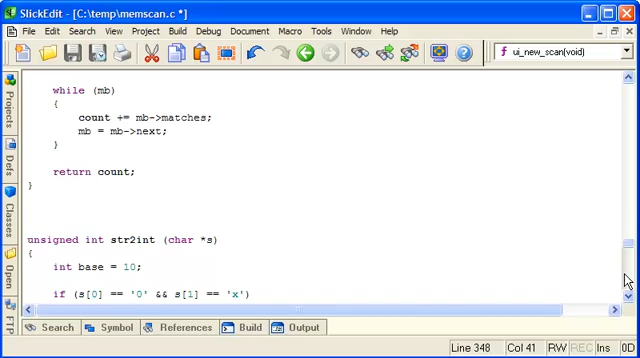 SlickEdit - [C:\temp\memscan.c *]
File Edit Search View Project Build Debug Document Macro Tools Window Help
ui_new_scan(void)
Projects
Defs
Classes
Open
FTP
while (mb)
{
count += mb->matches;
mb = mb->next;
}
return count;
}
unsigned int str2int (char *s)
{
int base = 10;
if (s[0] == '0' && s[1] == 'x')
Search Symbol References Build Output
Line 348 Col 41 RW REC Ins 0D